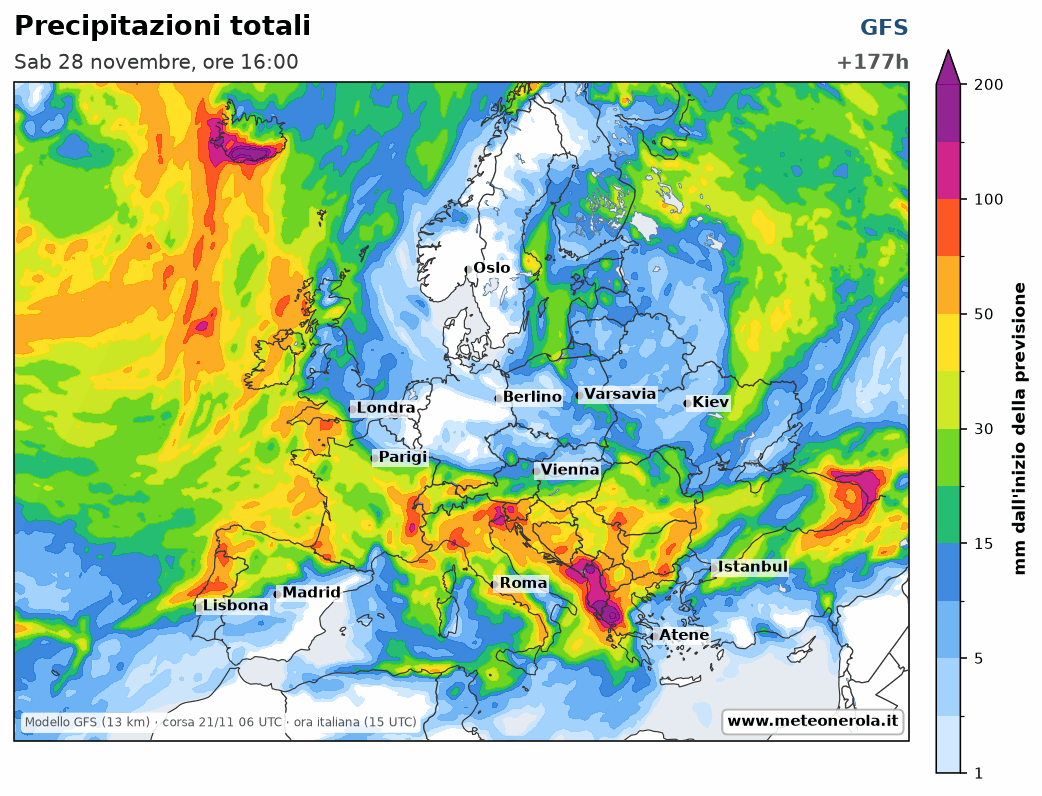 Precipitazioni totali
GFS
Sab 28 novembre, ore 16:00
+177h
200
100
50
30
15
5
1
mm dall'inizio della previsione
Oslo
Berlino
Varsavia
Kiev
Londra
Parigi
Vienna
Istanbul
Roma
Madrid
Lisbona
Atene
Modello GFS (13 km) · corsa 21/11 06 UTC · ora italiana (15 UTC)
www.meteonerola.it